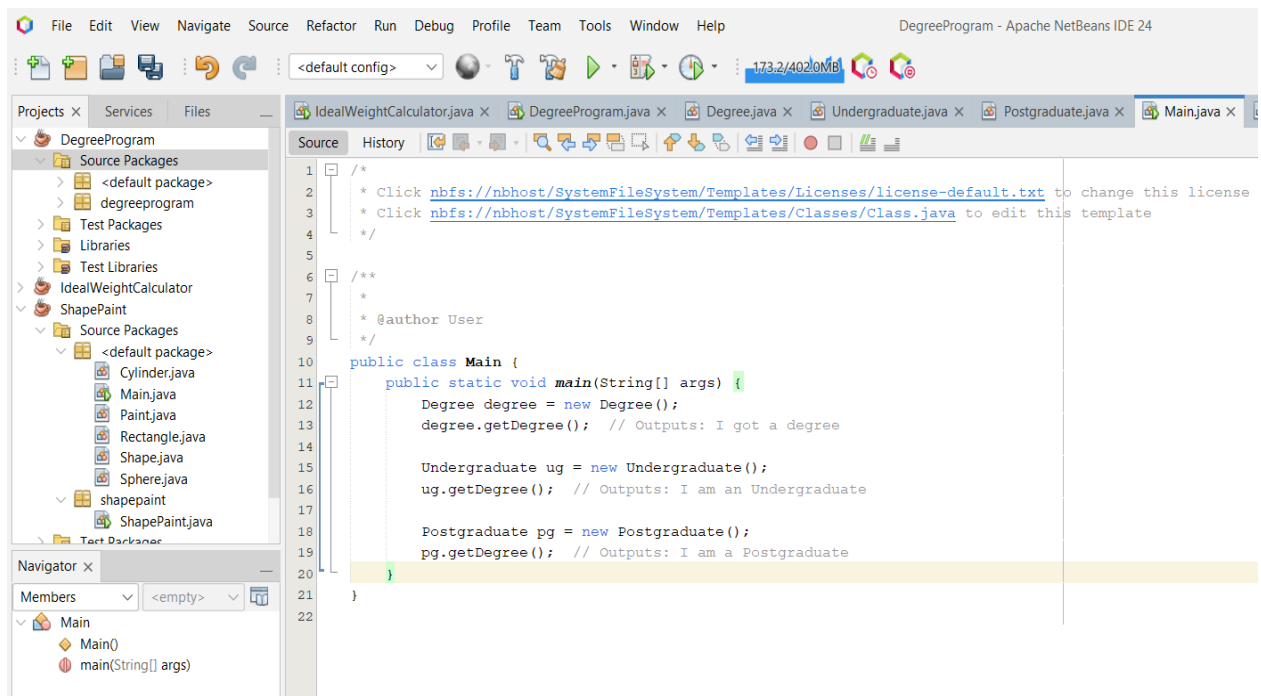 File Edit View Navigate Source Refactor Run Debug Profile Team Tools Window Help DegreeProgram - Apache NetBeans IDE 24
<default config> 173.2/402.0MB
Projects × Services Files
IdealWeightCalculator.java × DegreeProgram.java × Degree.java × Undergraduate.java × Postgraduate.java × Main.java ×
DegreeProgram
Source Packages
<default package>
degreeprogram
Test Packages
Libraries
Test Libraries
IdealWeightCalculator
ShapePaint
Source Packages
<default package>
Cylinder.java
Main.java
Paint.java
Rectangle.java
Shape.java
Sphere.java
shapepaint
ShapePaint.java
Test Packages
Navigator ×
Members <empty>
Main
Main()
main(String[] args)
Source History
1 /*
2 * Click nbfs://nbhost/SystemFileSystem/Templates/Licenses/license-default.txt to change this license
3 * Click nbfs://nbhost/SystemFileSystem/Templates/Classes/Class.java to edit this template
4 */
5
6 /**
7 *
8 * @author User
9 */
10 public class Main {
11 public static void main(String[] args) {
12 Degree degree = new Degree();
13 degree.getDegree(); // Outputs: I got a degree
14
15 Undergraduate ug = new Undergraduate();
16 ug.getDegree(); // Outputs: I am an Undergraduate
17
18 Postgraduate pg = new Postgraduate();
19 pg.getDegree(); // Outputs: I am a Postgraduate
20 }
21 }
22